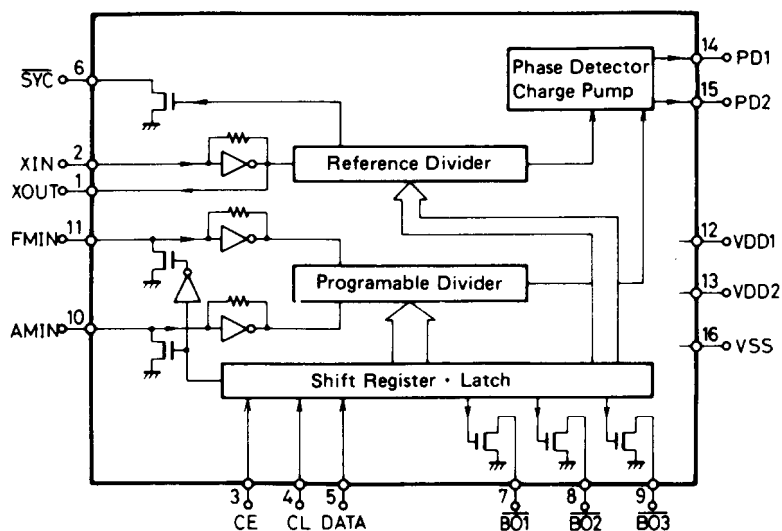 6
SYC
2
XIN
1
XOUT
11
FMIN
10
AMIN
Phase Detector
Charge Pump
14
PD1
15
PD2
Reference Divider
Programable Divider
12
VDD1
13
VDD2
16
VSS
Shift Register · Latch
3
CE
4
CL
5
DATA
7
BO1
8
BO2
9
BO3